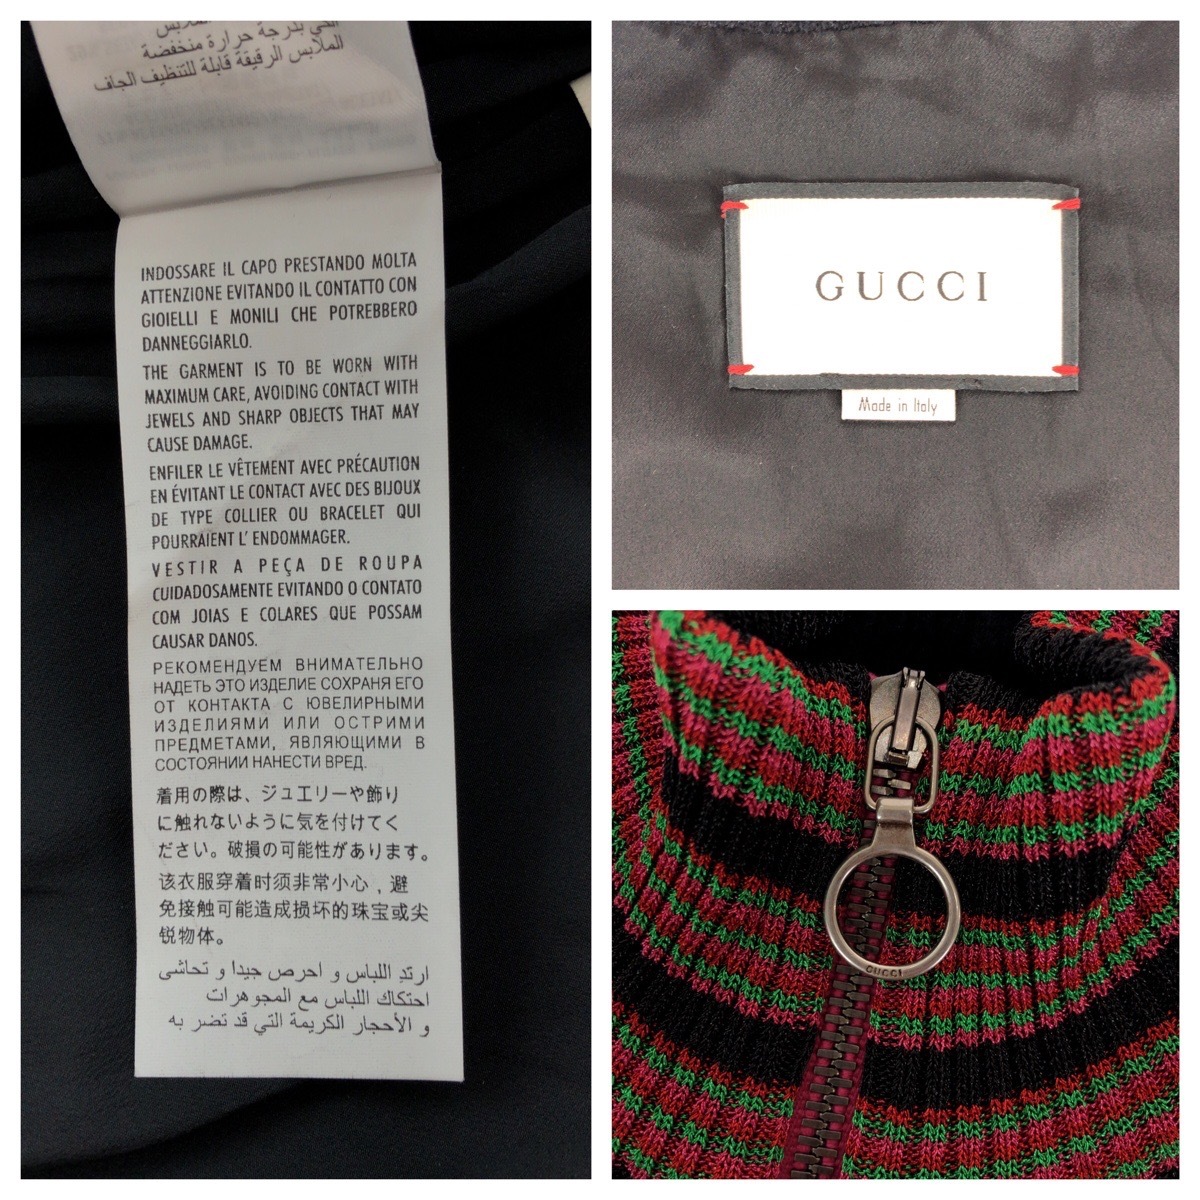 الملابس الرقيقة قابلة للتنظيف الجاف
INDOSSARE IL CAPO PRESTANDO MOLTA
ATTENZIONE EVITANDO IL CONTATTO CON
GIOIELLI E MONILI CHE POTREBBERO
DANNEGGIARLO.
THE GARMENT IS TO BE WORN WITH
MAXIMUM CARE, AVOIDING CONTACT WITH
JEWELS AND SHARP OBJECTS THAT MAY
CAUSE DAMAGE.
ENFILER LE VÊTEMENT AVEC PRÉCAUTION
EN ÉVITANT LE CONTACT AVEC DES BIJOUX
DE TYPE COLLIER OU BRACELET QUI
POURRAIENT L' ENDOMMAGER.
VESTIR A PEÇA DE ROUPA
CUIDADOSAMENTE EVITANDO O CONTATO
COM JOIAS E COLARES QUE POSSAM
CAUSAR DANOS.
РЕКОМЕНДУЕМ ВНИМАТЕЛЬНО
НАДЕТЬ ЭТО ИЗДЕЛИЕ СОХРАНЯ ЕГО
ОТ КОНТАКТА С ЮВЕЛИРНЫМИ
ИЗДЕЛИЯМИ ИЛИ ОСТРИМИ
ПРЕДМЕТАМИ, ЯВЛЯЮЩИМИ В
СОСТОЯНИИ НАНЕСТИ ВРЕД.
着用の際は、ジュエリーや飾り
に触れないように気を付けてく
ださい。破損の可能性があります。
该衣服穿着时须非常小心，避
免接触可能造成损坏的珠宝或尖
锐物体。
ارتدِ اللباس و احرص جيدا و تحاشى
احتكاك اللباس مع المجوهرات
و الأحجار الكريمة التي قد تضر به
GUCCI
Made in Italy
GUCCI